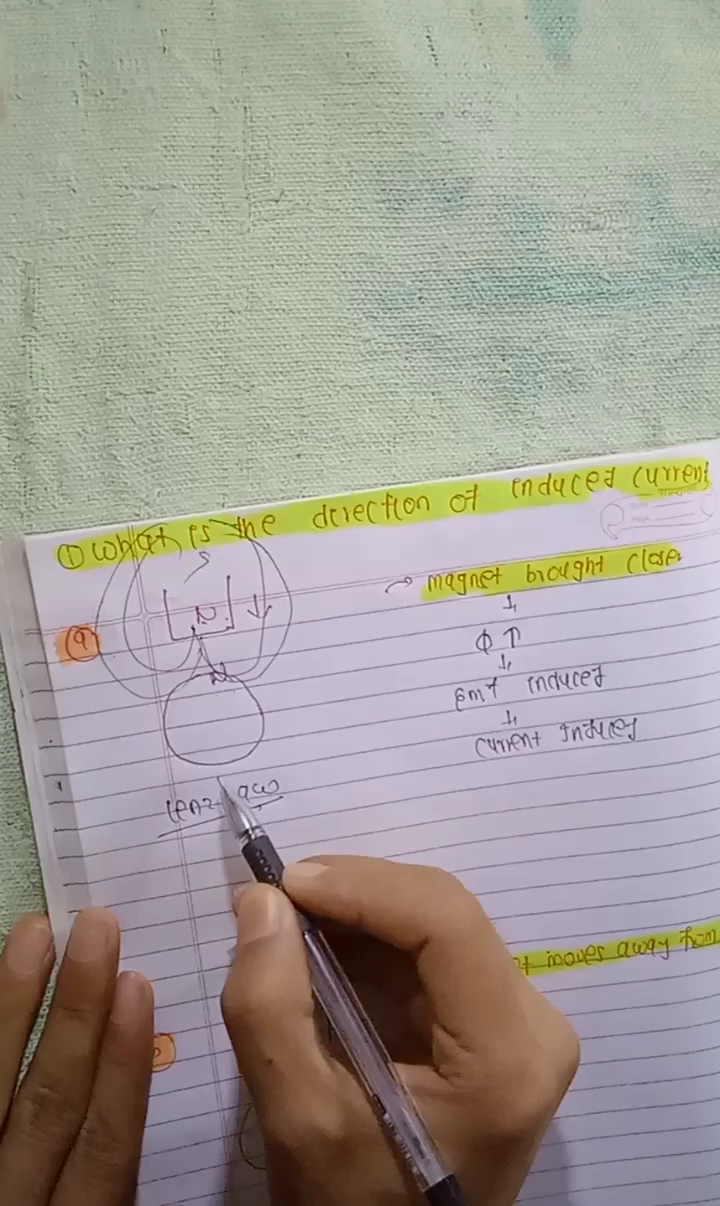 ① What is the direction of induced current
S
→ magnet brought close
N ↓
(a)
↓
φ ↑
↓
N
emf induced
↓
current induced
lenz law
moves away from